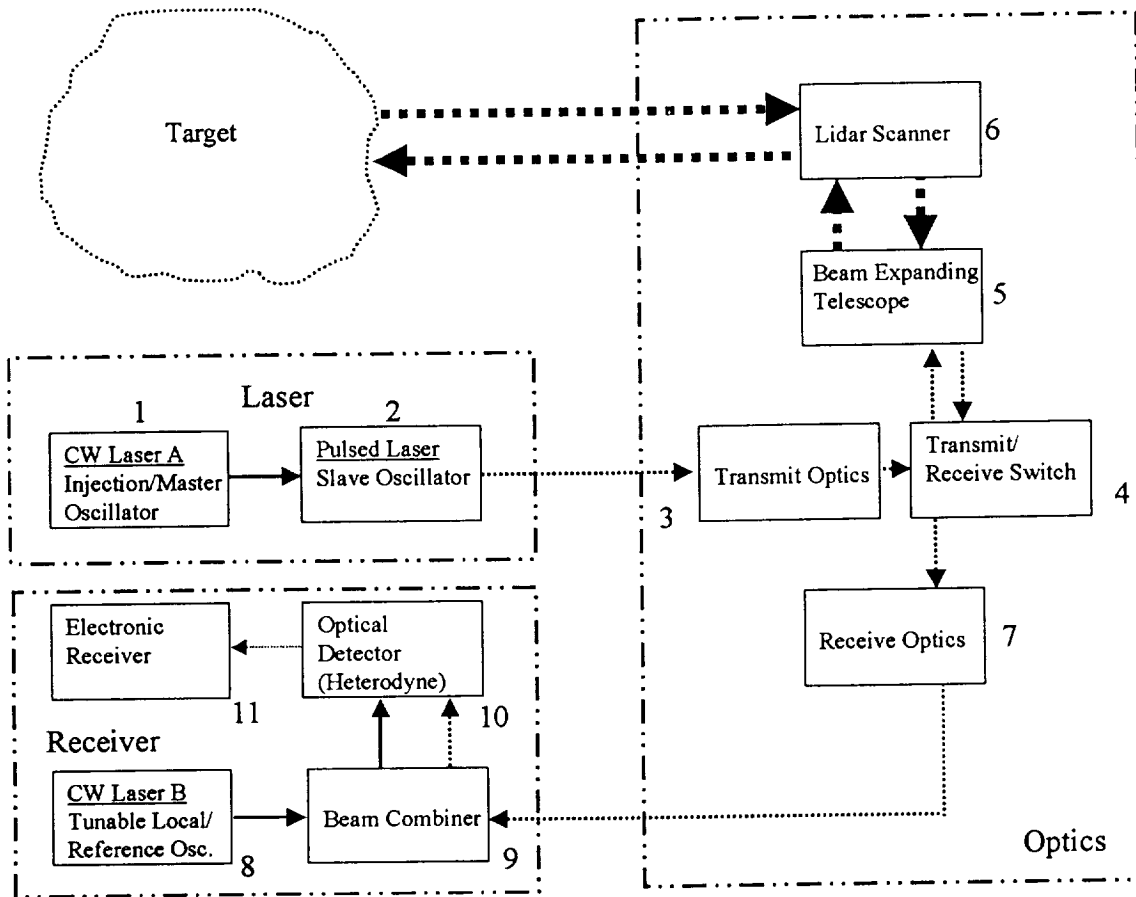 Target
Lidar Scanner
6
Beam Expanding
Telescope
5
Laser
1
CW Laser A
Injection/Master
Oscillator
2
Pulsed Laser
Slave Oscillator
Transmit Optics
3
Transmit/
Receive Switch
4
Receive Optics
7
Electronic
Receiver
11
Optical
Detector
(Heterodyne)
10
Receiver
CW Laser B
Tunable Local/
Reference Osc.
8
Beam Combiner
9
Optics